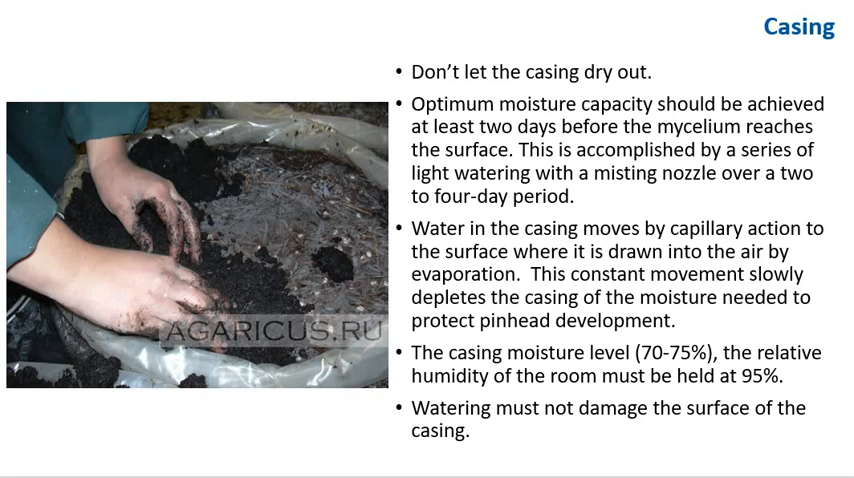 Casing
• Don't let the casing dry out.
• Optimum moisture capacity should be achieved
at least two days before the mycelium reaches
the surface. This is accomplished by a series of
light watering with a misting nozzle over a two
to four-day period.
• Water in the casing moves by capillary action to
the surface where it is drawn into the air by
evaporation.  This constant movement slowly
depletes the casing of the moisture needed to
protect pinhead development.
• The casing moisture level (70-75%), the relative
humidity of the room must be held at 95%.
• Watering must not damage the surface of the
casing.
AGARICUS.RU